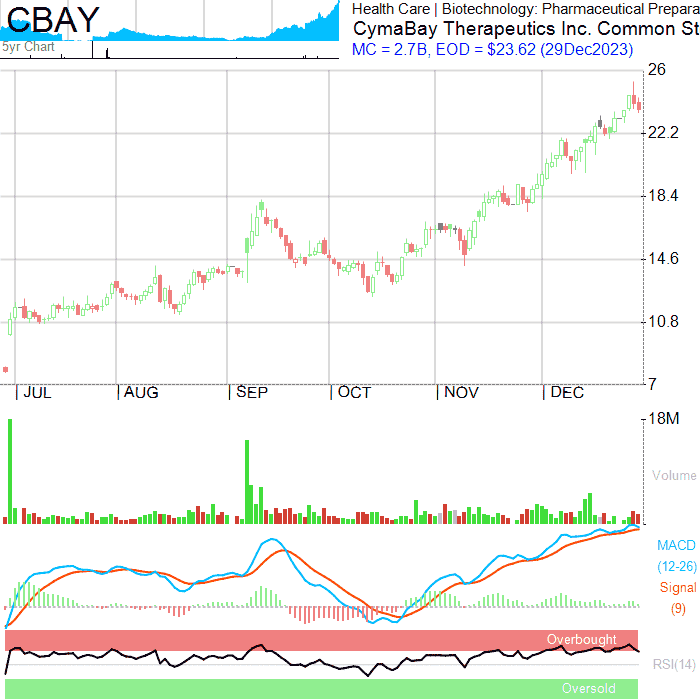 CBAY
5yr Chart
Health Care | Biotechnology: Pharmaceutical Prepara
CymaBay Therapeutics Inc. Common St
MC = 2.7B, EOD = $23.62 (29Dec2023)
26
22.2
18.4
14.6
10.8
7
JUL
AUG
SEP
OCT
NOV
DEC
18M
Volume
MACD
(12-26)
Signal
(9)
Overbought
RSI(14)
Oversold